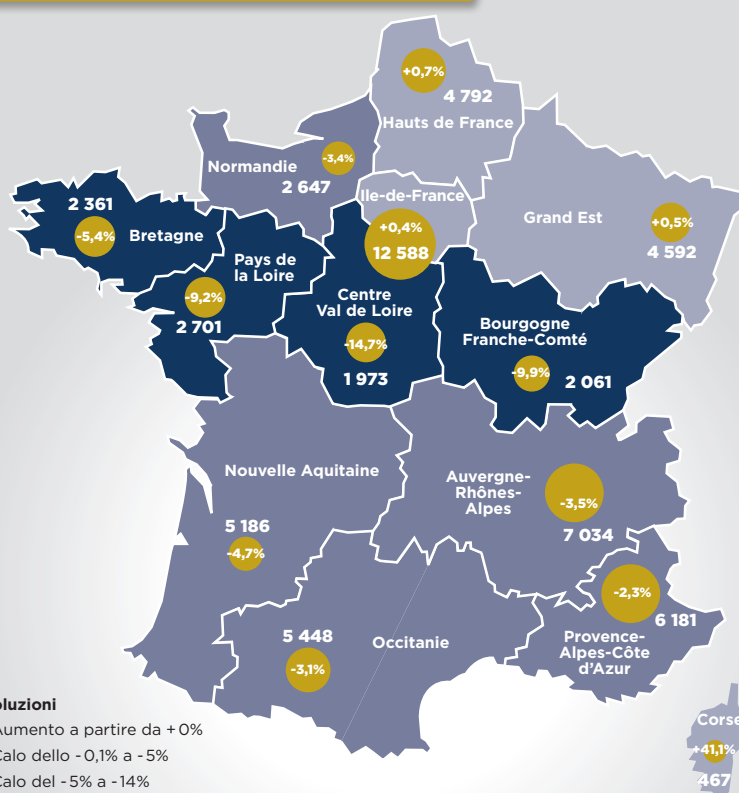 +0,7%
4 792
Hauts de France
Normandie
-3,4%
2 647
Ile-de-France
+0,4%
12 588
Grand Est
+0,5%
4 592
2 361
-5,4%
Bretagne
Pays de
la Loire
-9,2%
2 701
Centre
Val de Loire
-14,7%
1 973
Bourgogne
Franche-Comté
-9,9%
2 061
Nouvelle Aquitaine
5 186
-4,7%
Auvergne-
Rhônes-
Alpes
-3,5%
7 034
-2,3%
6 181
Provence-
Alpes-Côte
d'Azur
5 448
-3,1%
Occitanie
Corse
+41,1%
467
oluzioni
Aumento a partire da +0%
Calo dello -0,1% a -5%
Calo del -5% a -14%